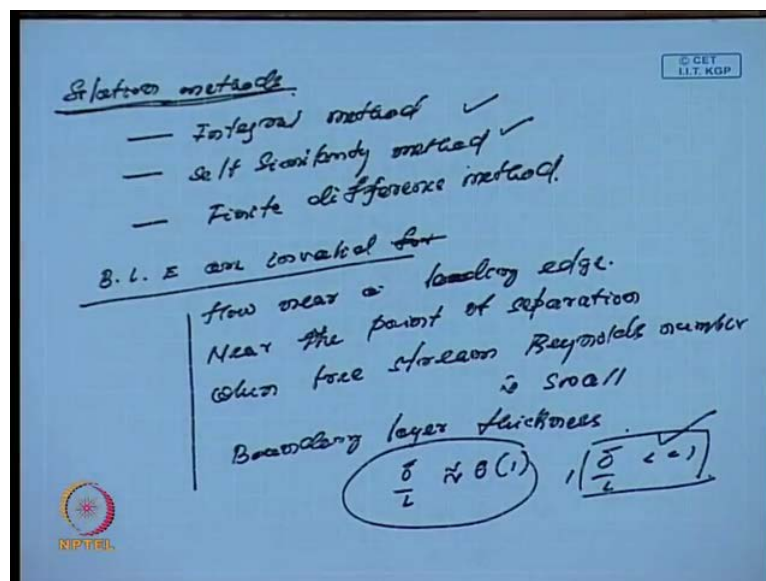 © CET
I.I.T. KGP
Solution methods.
— Integral method ✓
— Self Similarity method ✓
— Finite difference method.
B. L. E are invalid for
flow near a leading edge.
Near the point of separation
when free stream Reynolds number
is small
Boundary layer thickness.
δ/L ≈ O(1), δ/L <<1 ✓
NPTEL